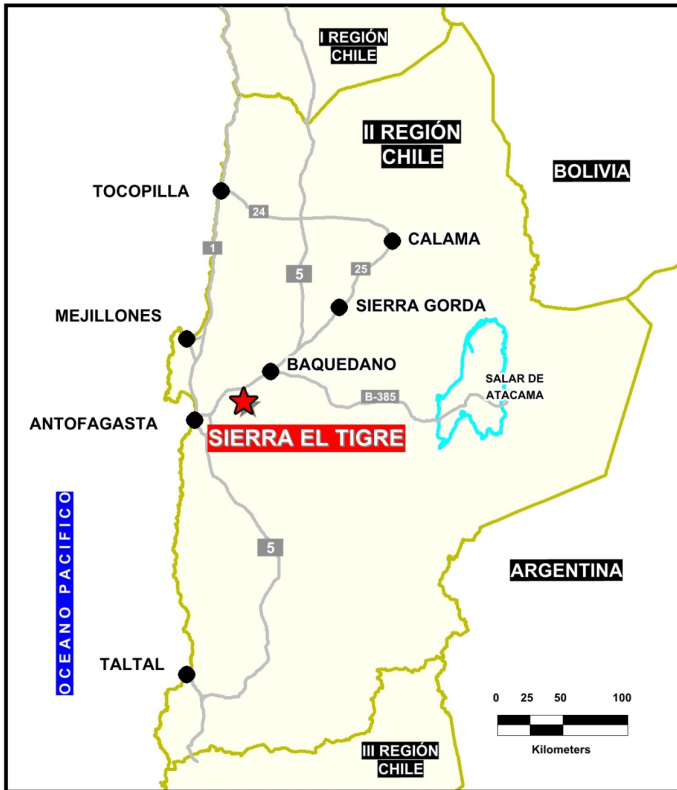 I REGIÓN
CHILE
II REGIÓN
CHILE
BOLIVIA
TOCOPILLA
24
1
CALAMA
5
25
SIERRA GORDA
MEJILLONES
BAQUEDANO
SALAR DE
ATACAMA
B-385
ANTOFAGASTA
SIERRA EL TIGRE
OCEANO PACIFICO
5
ARGENTINA
TALTAL
0 25 50 100
Kilometers
III REGIÓN
CHILE